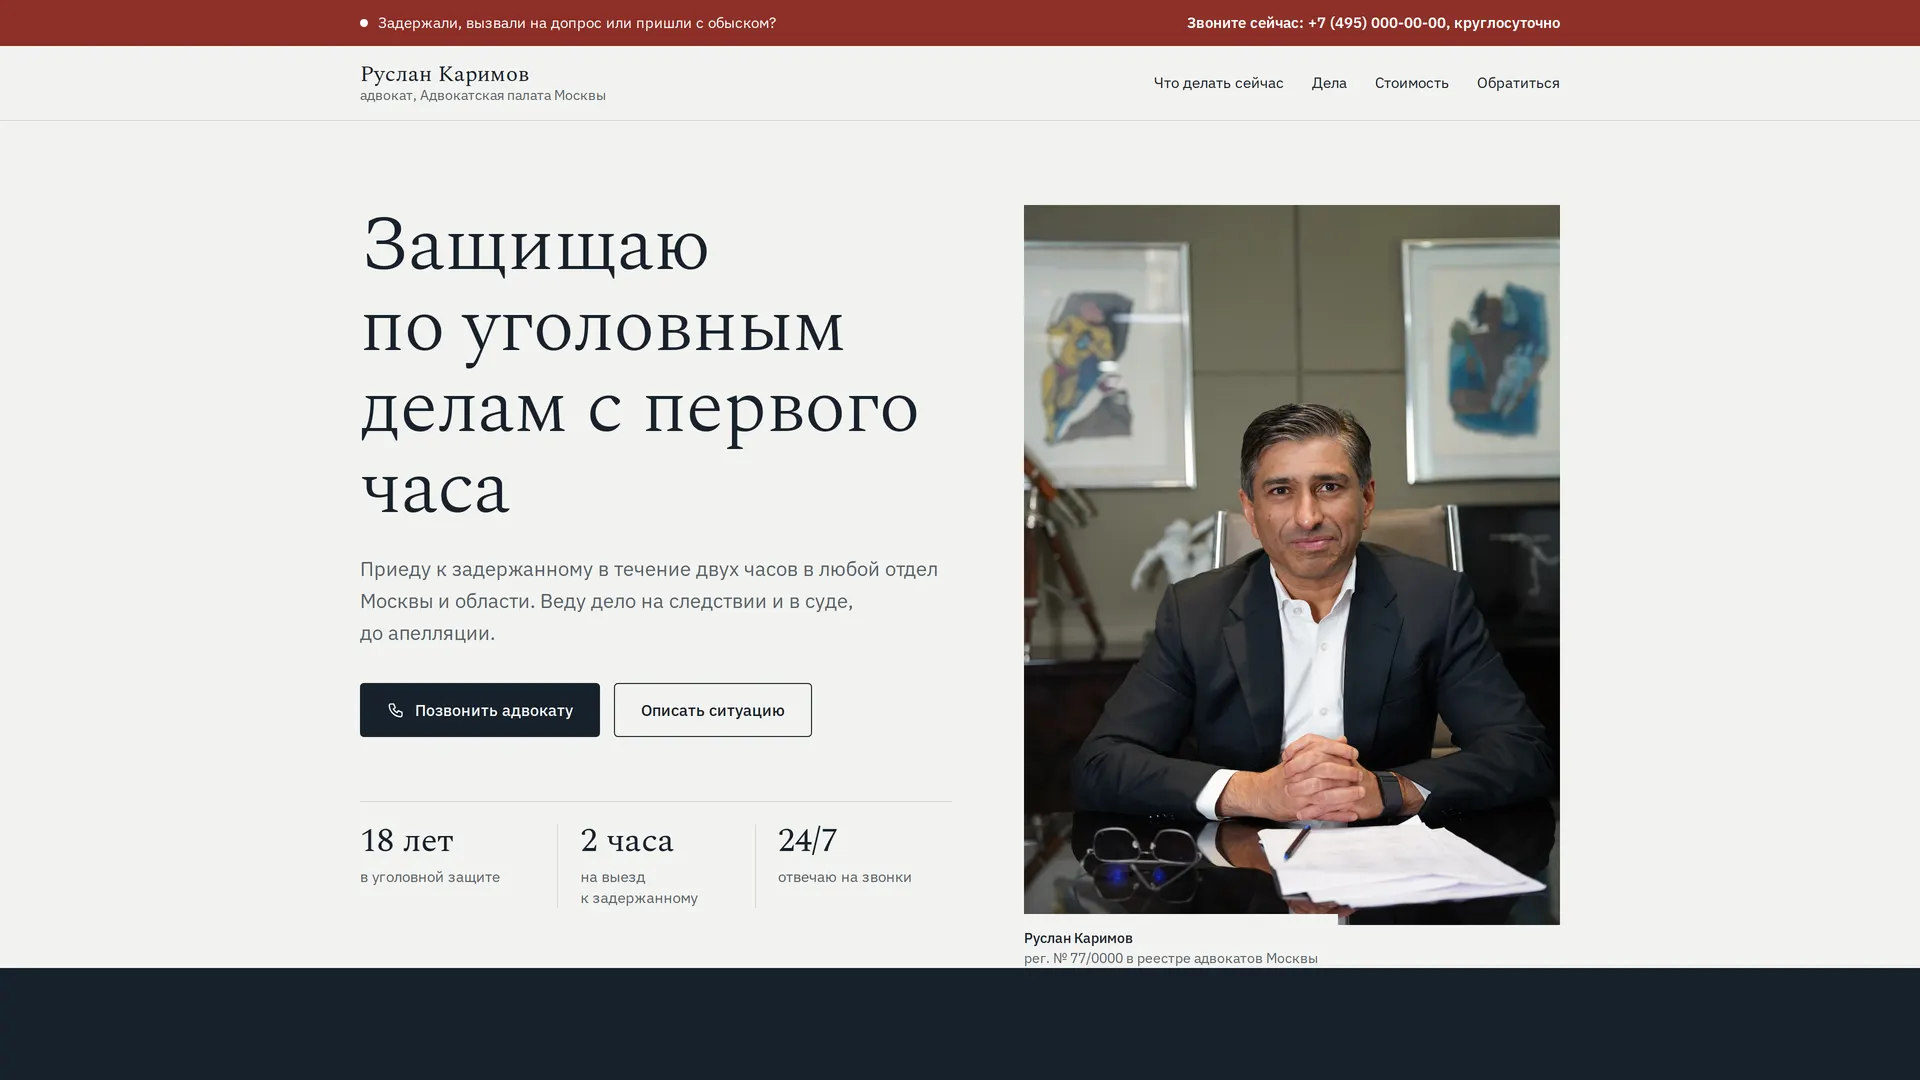 Задержали, вызвали на допрос или пришли с обыском?
Звоните сейчас: +7 (495) 000-00-00, круглосуточно
Руслан Каримов
адвокат, Адвокатская палата Москвы
Что делать сейчас
Дела
Стоимость
Обратиться
Защищаю
по уголовным
делам с первого
часа
Приеду к задержанному в течение двух часов в любой отдел
Москвы и области. Веду дело на следствии и в суде,
до апелляции.
Позвонить адвокату
Описать ситуацию
18 лет
в уголовной защите
2 часа
на выезд
к задержанному
24/7
отвечаю на звонки
Руслан Каримов
рег. № 77/0000 в реестре адвокатов Москвы